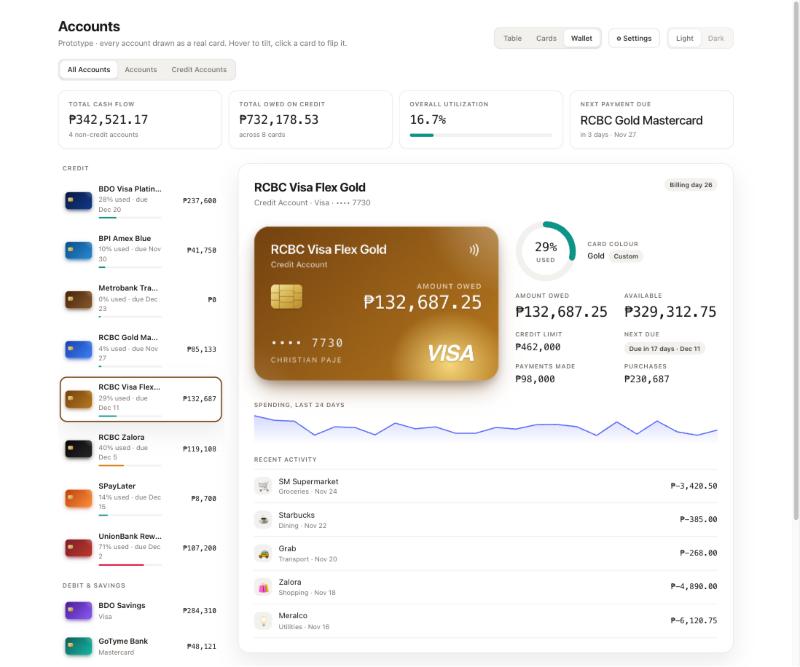 Accounts
Prototype · every account drawn as a real card. Hover to tilt, click a card to flip it.
Table Cards Wallet
Settings
Light Dark
All Accounts Accounts Credit Accounts
TOTAL CASH FLOW
₱342,521.17
4 non-credit accounts
TOTAL OWED ON CREDIT
₱732,178.53
across 8 cards
OVERALL UTILIZATION
16.7%
NEXT PAYMENT DUE
RCBC Gold Mastercard
in 3 days · Nov 27
CREDIT
BDO Visa Platin...
28% used · due
Dec 20
₱237,600
BPI Amex Blue
10% used · due Nov
30
₱41,750
Metrobank Tra...
0% used · due Dec
23
₱0
RCBC Gold Ma...
4% used · due Nov
27
₱85,133
RCBC Visa Flex...
29% used · due
Dec 11
₱132,687
RCBC Zalora
40% used · due
Dec 5
₱119,108
SPayLater
14% used · due Dec
15
₱8,700
UnionBank Rew...
71% used · due Dec
2
₱107,200
DEBIT & SAVINGS
BDO Savings
Visa
₱284,310
GoTyme Bank
Mastercard
₱48,121
RCBC Visa Flex Gold
Credit Account · Visa · •••• 7730
Billing day 26
RCBC Visa Flex Gold
Credit Account
AMOUNT OWED
₱132,687.25
•••• 7730
CHRISTIAN PAJE
VISA
29%
USED
CARD COLOUR
Gold Custom
AMOUNT OWED
₱132,687.25
AVAILABLE
₱329,312.75
CREDIT LIMIT
₱462,000
NEXT DUE
Due in 17 days · Dec 11
PAYMENTS MADE
₱98,000
PURCHASES
₱230,687
SPENDING, LAST 24 DAYS
RECENT ACTIVITY
SM Supermarket
Groceries · Nov 24
₱−3,420.50
Starbucks
Dining · Nov 22
₱−385.00
Grab
Transport · Nov 20
₱−268.00
Zalora
Shopping · Nov 18
₱−4,890.00
Meralco
Utilities · Nov 16
₱−6,120.75